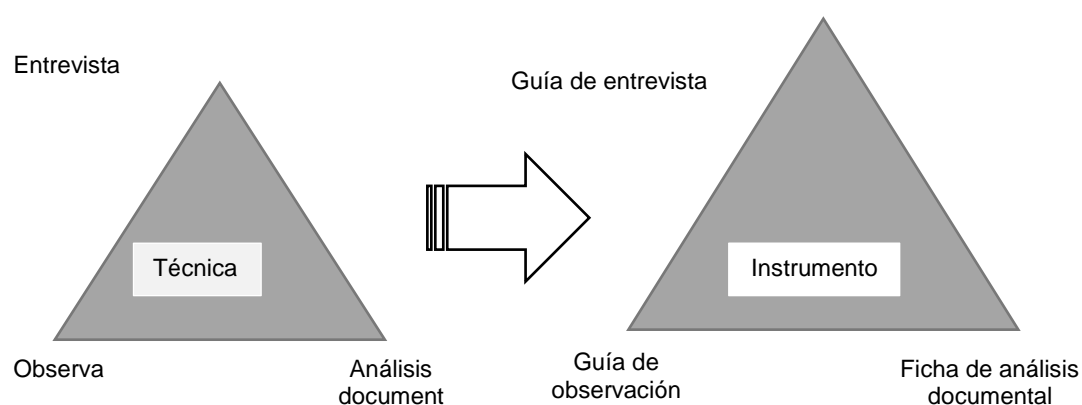 Entrevista
Guía de entrevista
Técnica
Instrumento
Observa
Análisis
document
Guía de
observación
Ficha de análisis
documental